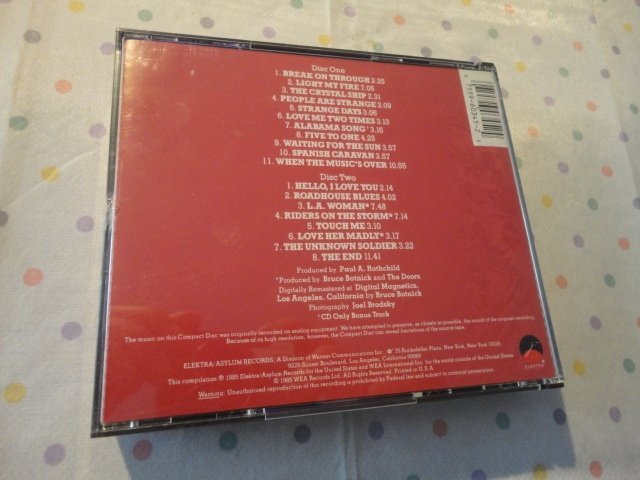 Disc One
1. BREAK ON THROUGH 2.25
2. LIGHT MY FIRE 7.06
3. THE CRYSTAL SHIP 2.31
4. PEOPLE ARE STRANGE 2.09
5. STRANGE DAYS 3.06
6. LOVE ME TWO TIMES 3.13
7. ALABAMA SONG 3.16
8. FIVE TO ONE 4.25
9. WAITING FOR THE SUN 3.57
10. SPANISH CARAVAN 2.57
11. WHEN THE MUSIC'S OVER 10.55
Disc Two
1. HELLO, I LOVE YOU 2.14
2. ROADHOUSE BLUES 4.02
3. L.A. WOMAN* 7.48
4. RIDERS ON THE STORM* 7.14
5. TOUCH ME 3.10
6. LOVE HER MADLY* 3.17
7. THE UNKNOWN SOLDIER 3.22
8. THE END 11.41
Produced by Paul A. Rothchild
*Produced by Bruce Botnick and The Doors
Digitally Remastered at Digital Magnetics,
Los Angeles, California by Bruce Botnick
Photography Joel Brodsky
*CD Only Bonus Track
The music on this Compact Disc was originally recorded on analog equipment. We have attempted to preserve, as closely as possible, the sound of the original recording.
Because of its high resolution, however, the Compact Disc can reveal limitations of the source tape.
ELEKTRA/ASYLUM RECORDS, A Division of Warner Communications Inc. 75 Rockefeller Plaza, New York, New York 10019.
9229 Sunset Boulevard, Los Angeles, California 90069
This compilation ℗ 1985 Elektra/Asylum Records for the United States and WEA International Inc. for the world outside of the United States.
© 1985 WEA Records Ltd. All Rights Reserved. Printed in U.S.A.
Warning: Unauthorized reproduction of this recording is prohibited by Federal law and subject to criminal prosecution.
ELEKTRA